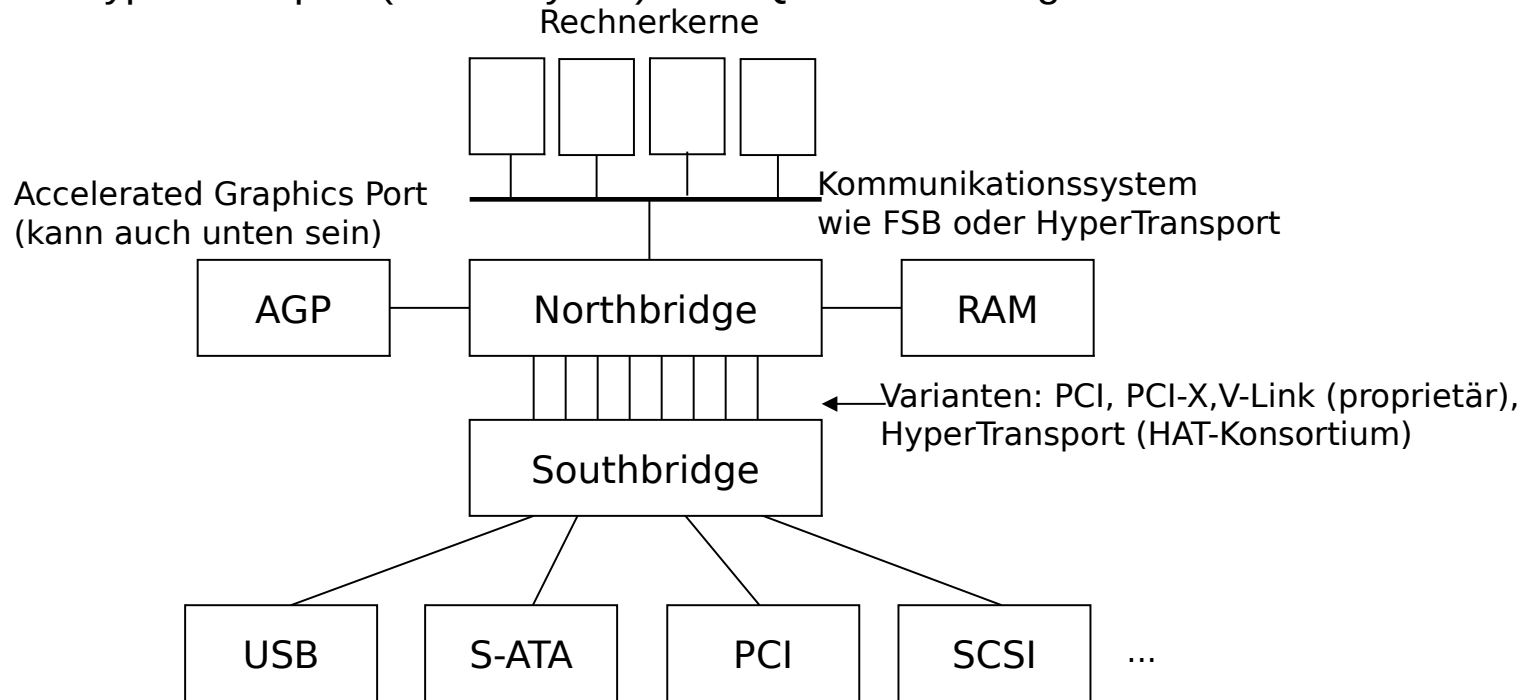 Rechnerkerne
Accelerated Graphics Port
(kann auch unten sein)
Kommunikationssystem
wie FSB oder HyperTransport
AGP
Northbridge
RAM
Varianten: PCI, PCI-X,V-Link (proprietär),
HyperTransport (HAT-Konsortium)
Southbridge
USB
S-ATA
PCI
SCSI
...